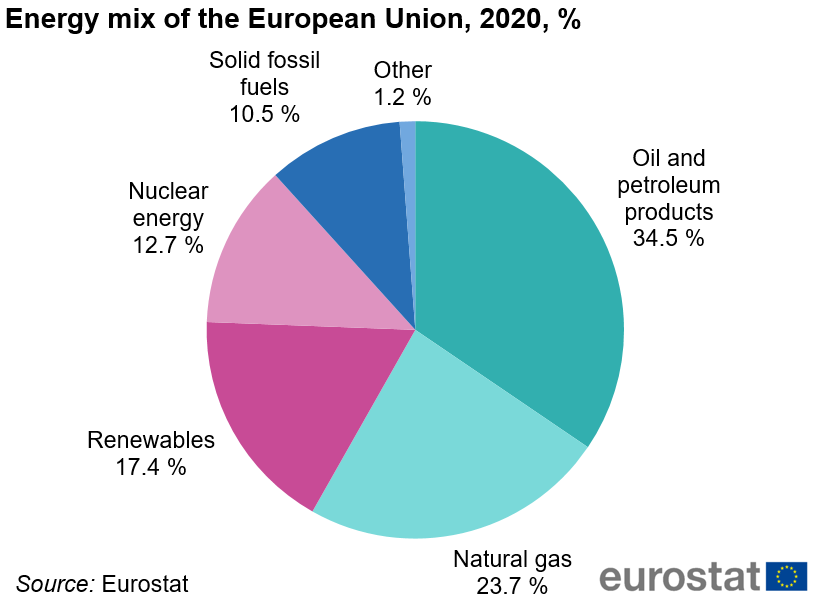 Energy mix of the European Union, 2020, %
Solid fossil
fuels
10.5 %
Other
1.2 %
Oil and
petroleum
products
34.5 %
Nuclear
energy
12.7 %
Renewables
17.4 %
Natural gas
23.7 %
Source: Eurostat
eurostat